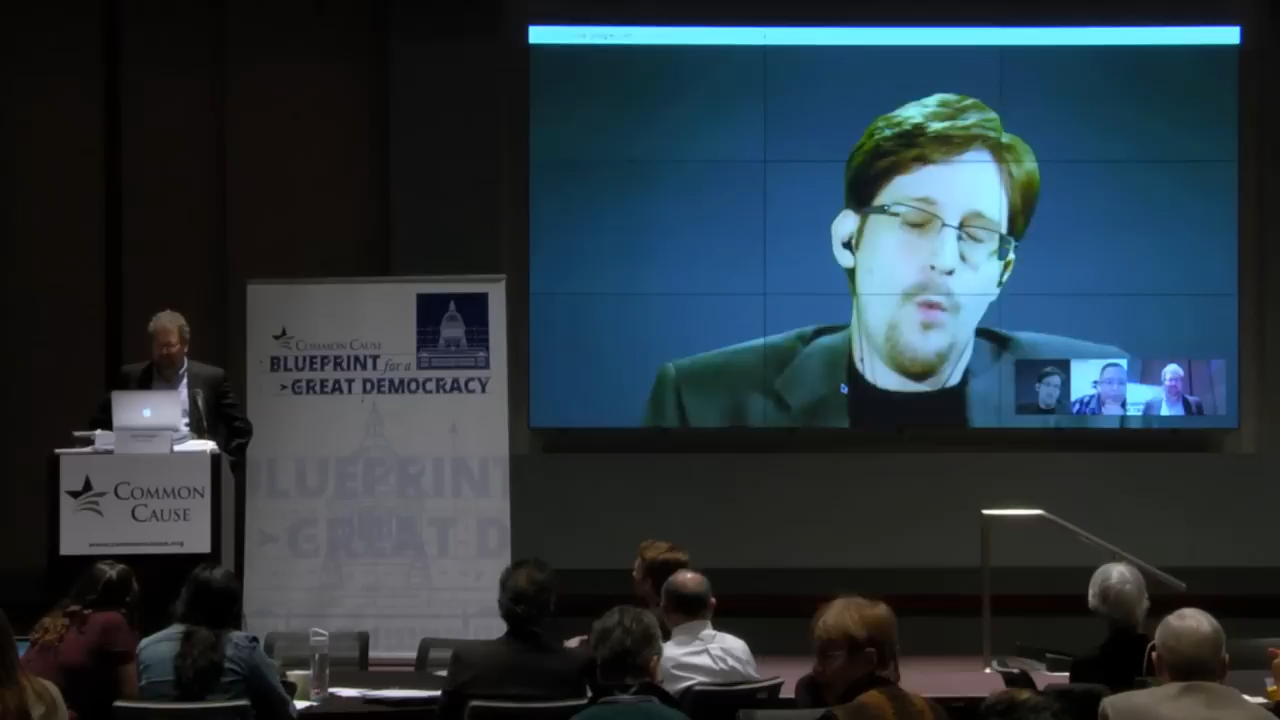 COMMON CAUSE
BLUEPRINT for a
GREAT DEMOCRACY
BLUEPRINT
GREAT D
COMMON
CAUSE